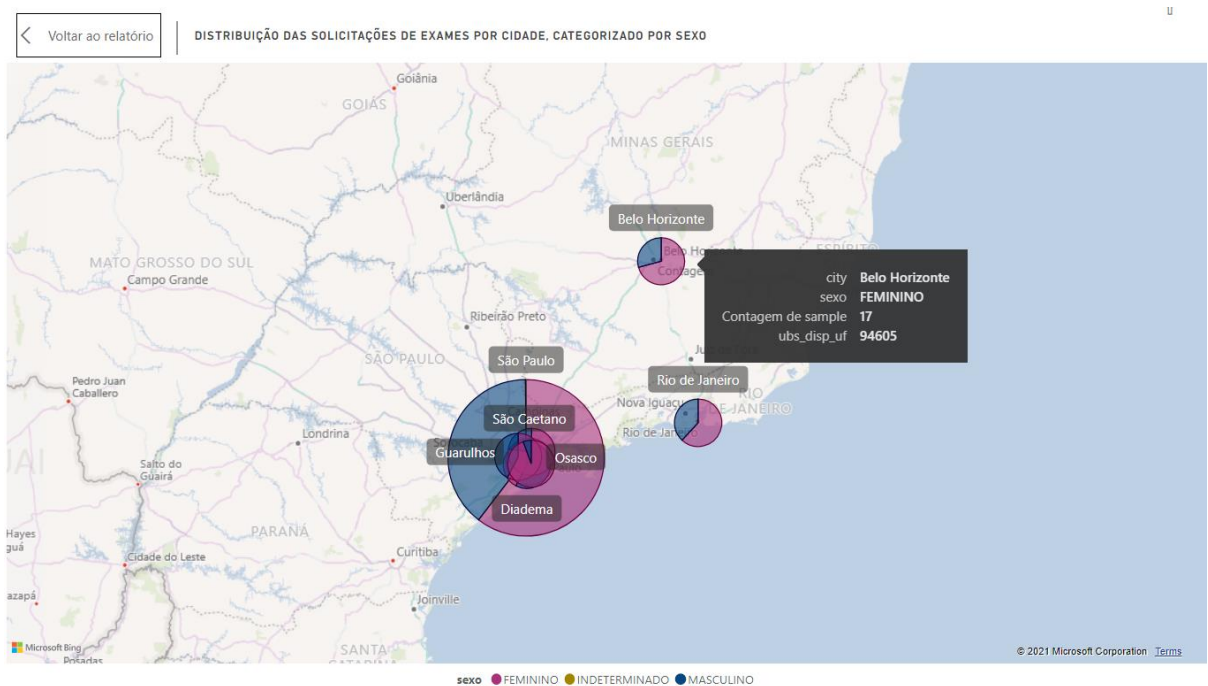 Voltar ao relatório
DISTRIBUIÇÃO DAS SOLICITAÇÕES DE EXAMES POR CIDADE, CATEGORIZADO POR SEXO
Goiânia
GOIÁS
MINAS GERAIS
Uberlândia
Belo Horizonte
MATO GROSSO DO SUL
Campo Grande
city Belo Horizonte
sexo FEMININO
Contagem de sample 17
ubs_disp_uf 94605
Ribeirão Preto
São Paulo
SÃO PAULO
Rio de Janeiro
Pedro Juan
Caballero
Nova Iguaçu
RIO
DE JANEIRO
São Caetano
Londrina
Guarulhos
Osasco
Salto do
Guairá
Diadema
PARANÁ
Hayes
Curitiba
Cidade do Leste
Joinville
SANTA
Microsoft Bing
Posadas
© 2021 Microsoft Corporation Terms
sexo FEMININO INDETERMINADO MASCULINO